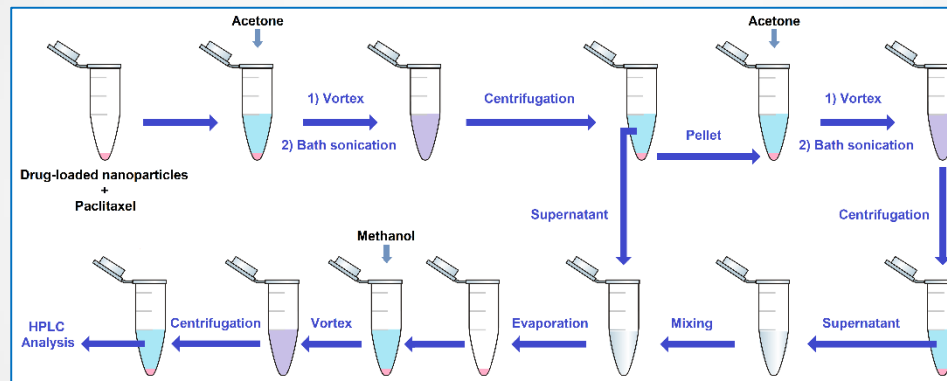 Acetone
Acetone
1) Vortex
Centrifugation
1) Vortex
2) Bath sonication
Pellet
2) Bath sonication
Drug-loaded nanoparticles
+
Paclitaxel
Supernatant
Centrifugation
Methanol
HPLC
Analysis
Centrifugation
Vortex
Evaporation
Mixing
Supernatant